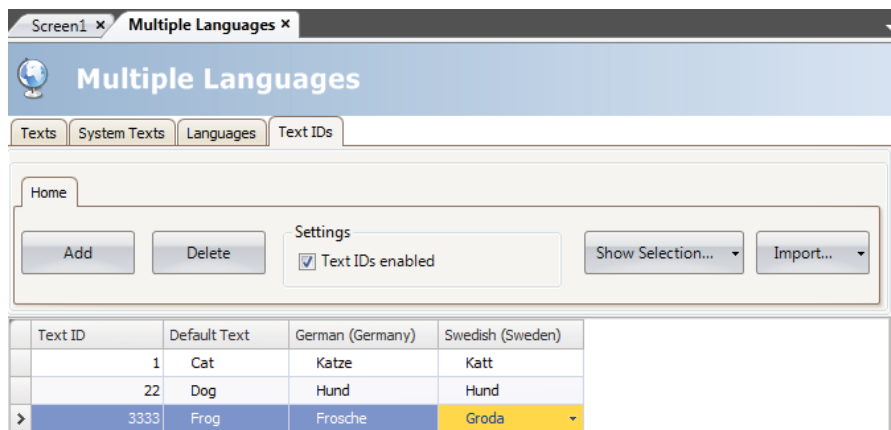 Screen1 × Multiple Languages ×
Multiple Languages
Texts System Texts Languages Text IDs
Home
Add Delete Settings Text IDs enabled Show Selection... Import...
Text ID Default Text German (Germany) Swedish (Sweden)
1 Cat Katze Katt
22 Dog Hund Hund
3333 Frog Frosche Groda